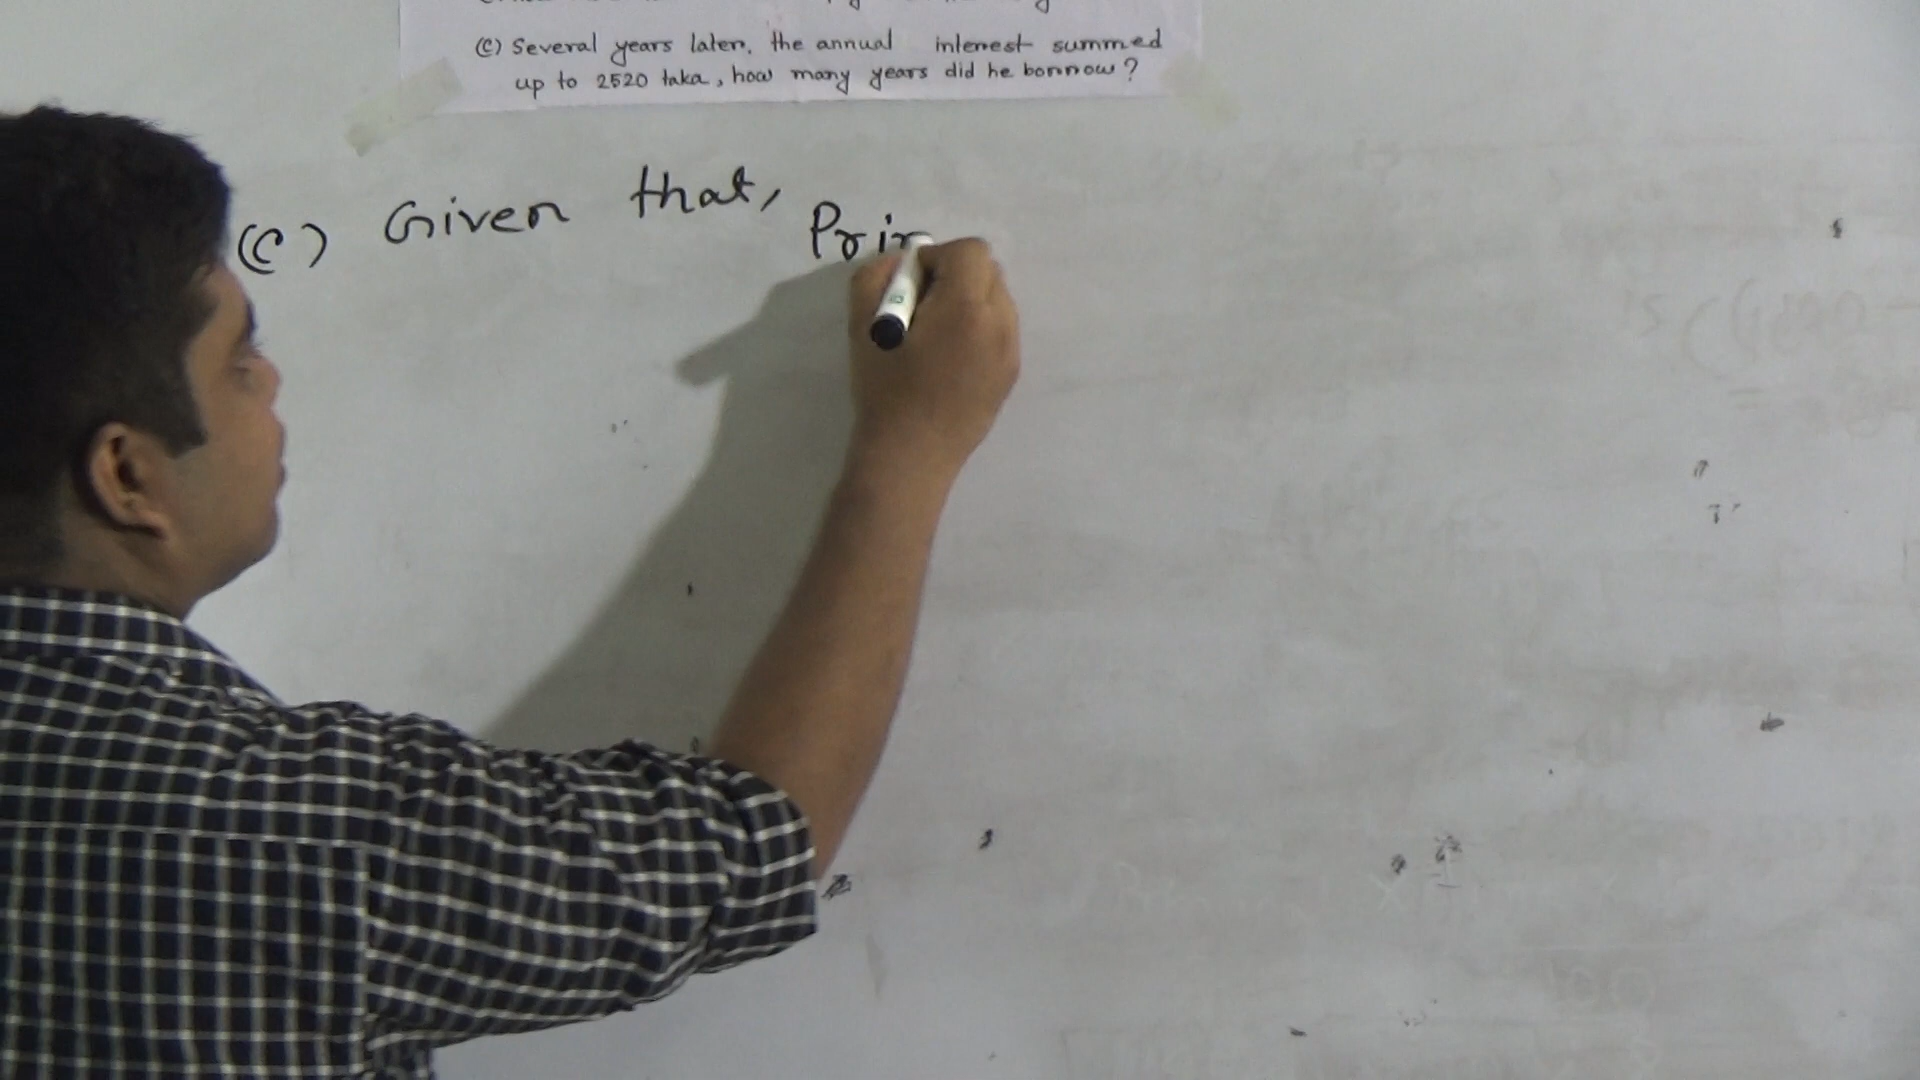 (C) Several years later, the annual interest summed
up to 2520 taka, how many years did he borrow?
(C) Given that, Prin